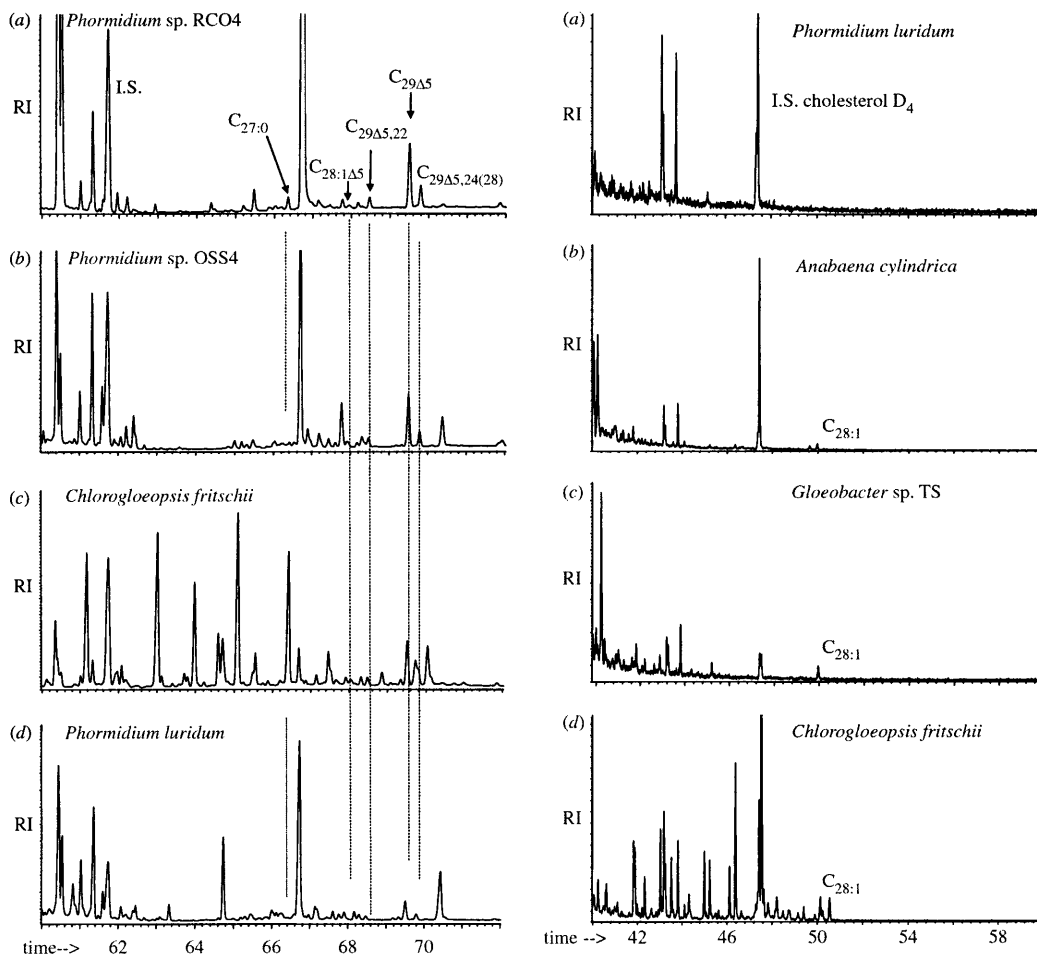 (a) Phormidium sp. RCO4
I.S.
C27:0
C28:1Δ5
C29Δ5,22
C29Δ5
C29Δ5,24(28)
RI
(b) Phormidium sp. OSS4
RI
(c) Chlorogloeopsis fritschii
RI
(d) Phormidium luridum
RI
time--> 62 64 66 68 70
(a) Phormidium luridum
I.S. cholesterol D4
RI
(b) Anabaena cylindrica
C28:1
RI
(c) Gloeobacter sp. TS
C28:1
RI
(d) Chlorogloeopsis fritschii
C28:1
RI
time --> 42 46 50 54 58